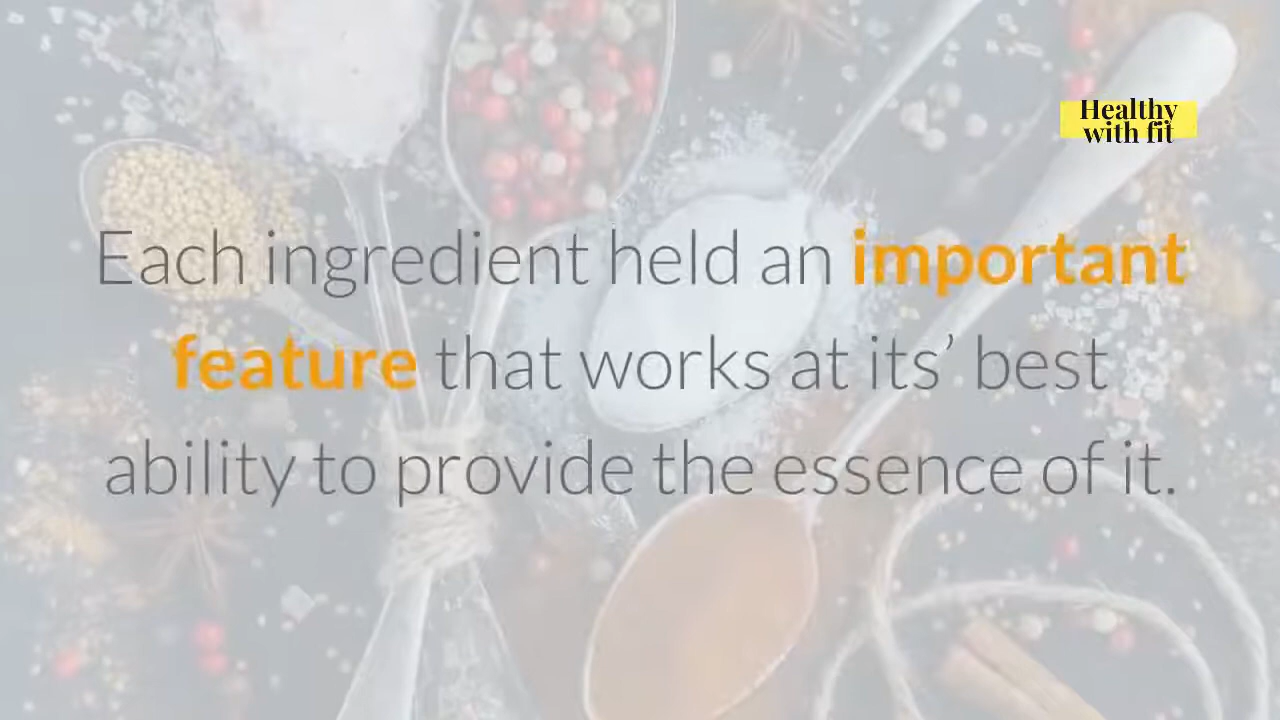 Healthy
with fit
Each ingredient held an important
feature that works at its’ best
ability to provide the essence of it.